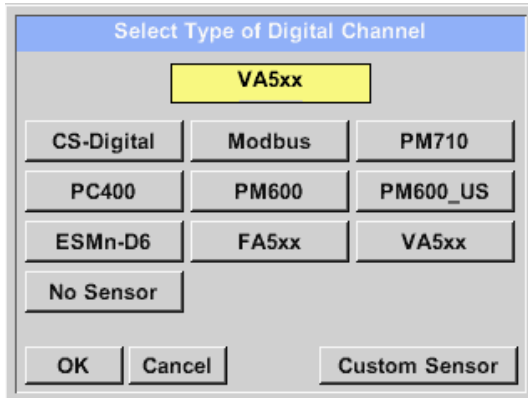 Select Type of Digital Channel
VA5xx
CS-Digital Modbus PM710
PC400 PM600 PM600_US
ESMn-D6 FA5xx VA5xx
No Sensor
OK Cancel Custom Sensor